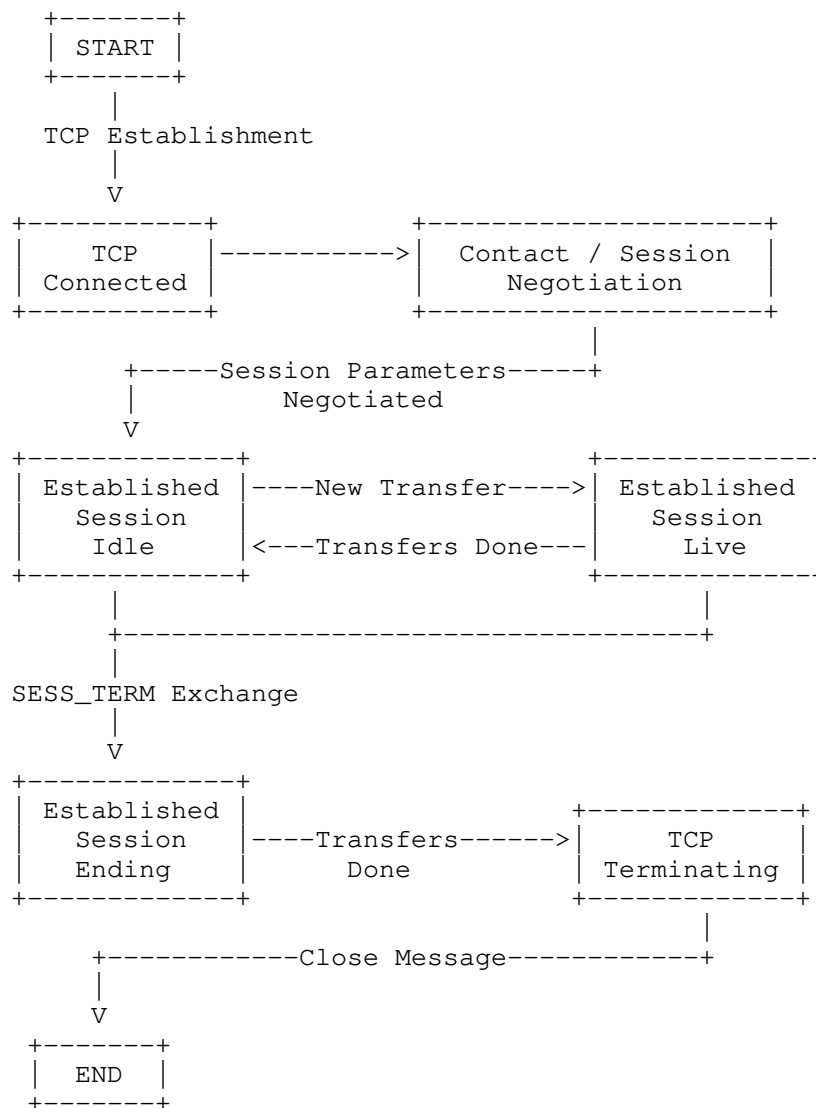 START
TCP Establishment
TCP Contact / Session
Connected Negotiation
Session Parameters
Negotiated
Established New Transfer Established
Session Session
Idle Transfers Done Live
SESS_TERM Exchange
Established
Session Transfers TCP
Ending Done Terminating
Close Message
END